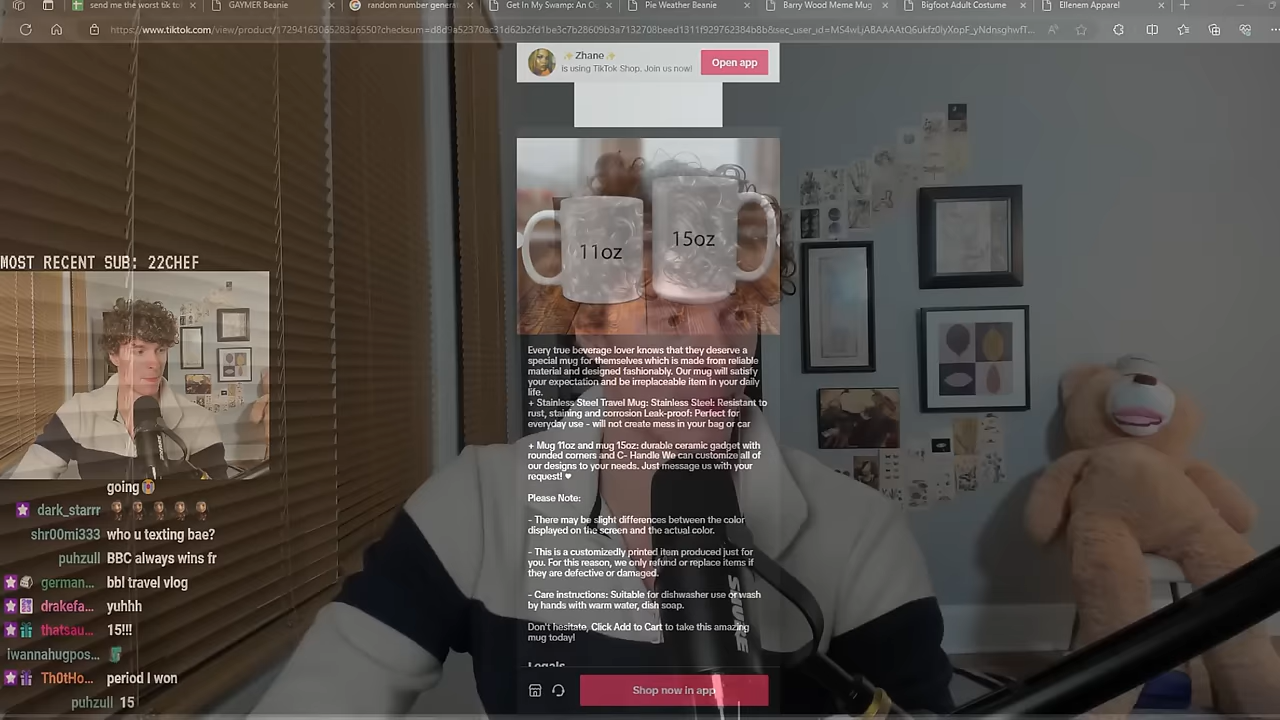 send me the worst tik to
GAYMER Beanie
random number genera
Get In My Swamp: An O
Pie Weather Beanie
Barry Wood Meme Mug
Bigfoot Adult Costume
Ellenem Apparel
✨Zhane✨
is using TikTok Shop. Join us now!
Open app
11oz
15oz
Every true beverage lover knows that they deserve a
special mug for themselves which is made from reliable
material and designed fashionably. Our mug will satisfy
your expectation and be irreplaceable item in your daily
life.
+ Stainless Steel Travel Mug: Stainless Steel: Resistant to
rust, staining and corrosion Leak-proof: Perfect for
everyday use - will not create mess in your bag or car
+ Mug 11oz and mug 15oz: durable ceramic gadget with
rounded corners and C- Handle We can customize all of
our designs to your needs. Just message us with your
request! ♥
Please Note:
- There may be slight differences between the color
displayed on the screen and the actual color.
- This is a customizedly printed item produced just for
you. For this reason, we only refund or replace items if
they are defective or damaged.
- Care instructions: Suitable for dishwasher use or wash
by hands with warm water, dish soap.
Don't hesitate, Click Add to Cart to take this amazing
mug today!
Legals
Shop now in app
SHURE
MOST RECENT SUB: 22CHEF
going
dark_starrr
shr00mi333 who u texting bae?
puhzull BBC always wins fr
german... bbl travel vlog
drakefa... yuhhh
thatsau... 15!!!
iwannahugpos...
Th0tHo... period I won
puhzull 15